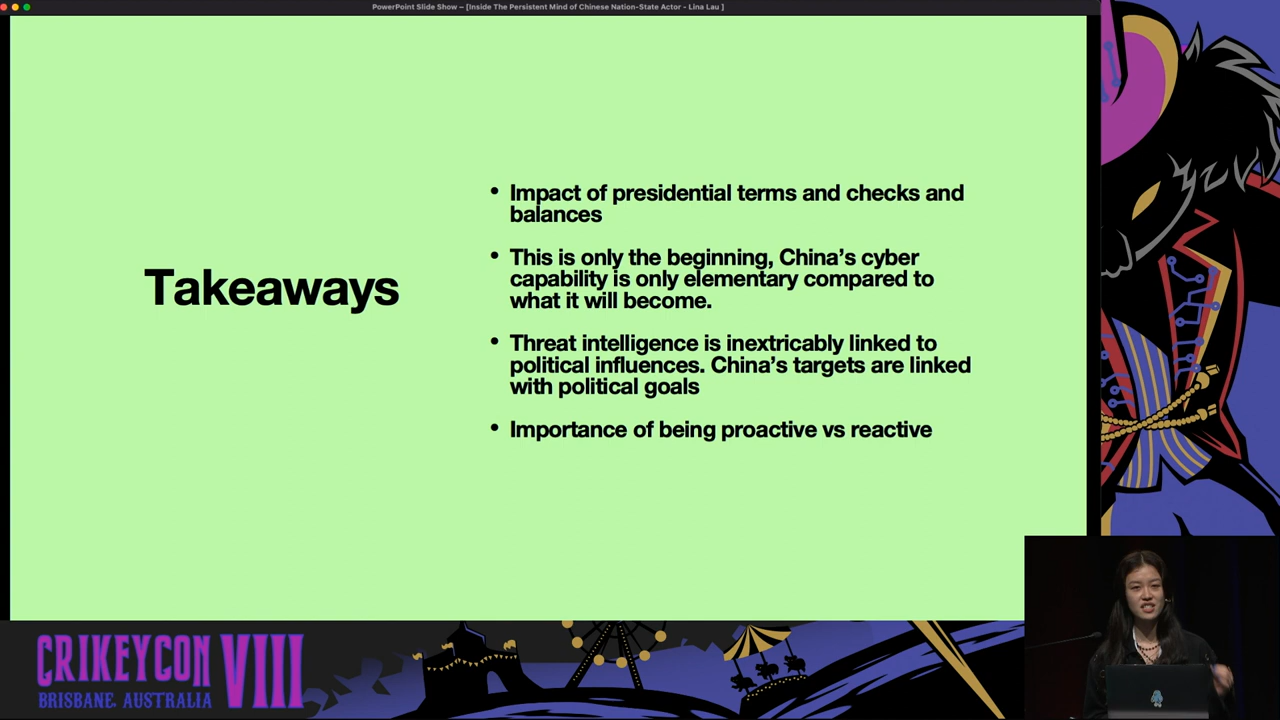 PowerPoint Slide Show – [Inside The Persistent Mind of Chinese Nation-State Actor - Lina Lau ]
Takeaways
• Impact of presidential terms and checks and
balances
• This is only the beginning, China's cyber
capability is only elementary compared to
what it will become.
• Threat intelligence is inextricably linked to
political influences. China's targets are linked
with political goals
• Importance of being proactive vs reactive
CRIKEYCON VIII
BRISBANE, AUSTRALIA